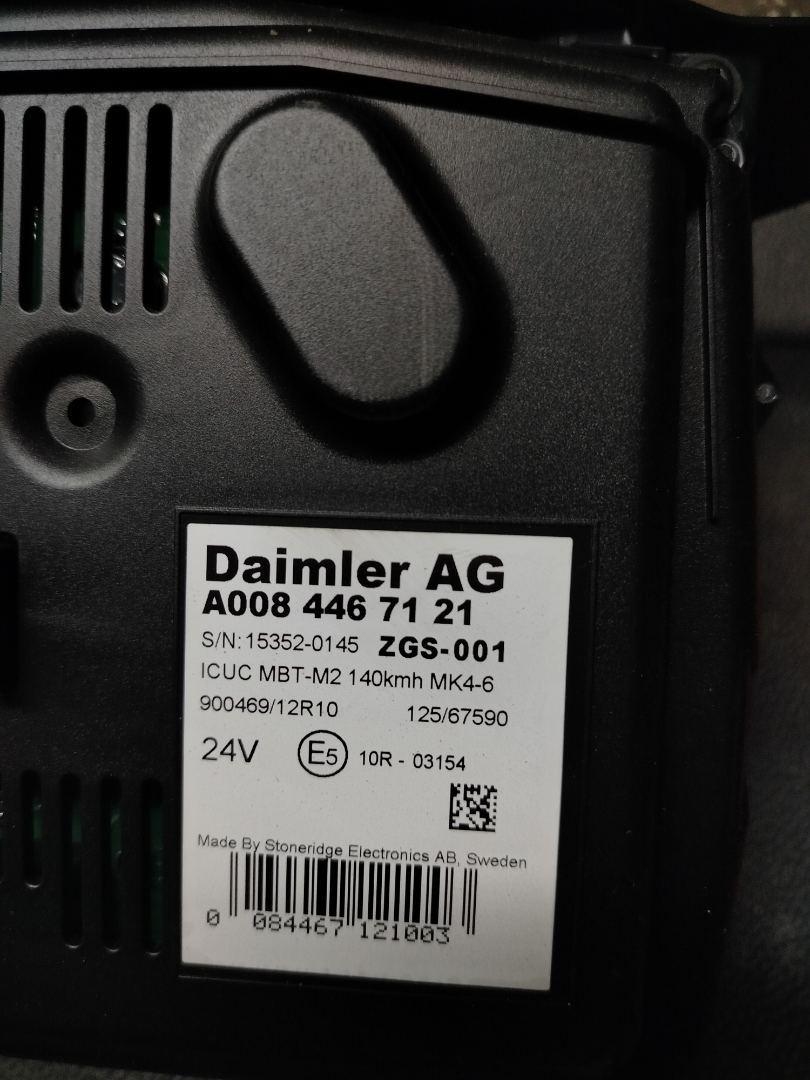 Daimler AG
A008 446 71 21
S/N: 15352-0145 ZGS-001
ICUC MBT-M2 140kmh MK4-6
900469/12R10 125/67590
24V E5 10R - 03154
Made By Stoneridge Electronics AB, Sweden
0 084467 121003